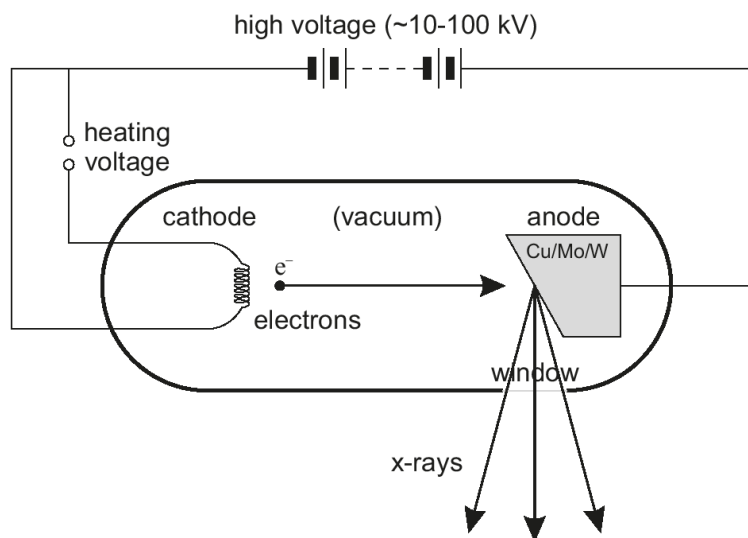 high voltage (~10-100 kV)
heating
voltage
cathode
(vacuum)
anode
Cu/Mo/W
e⁻
electrons
window
x-rays